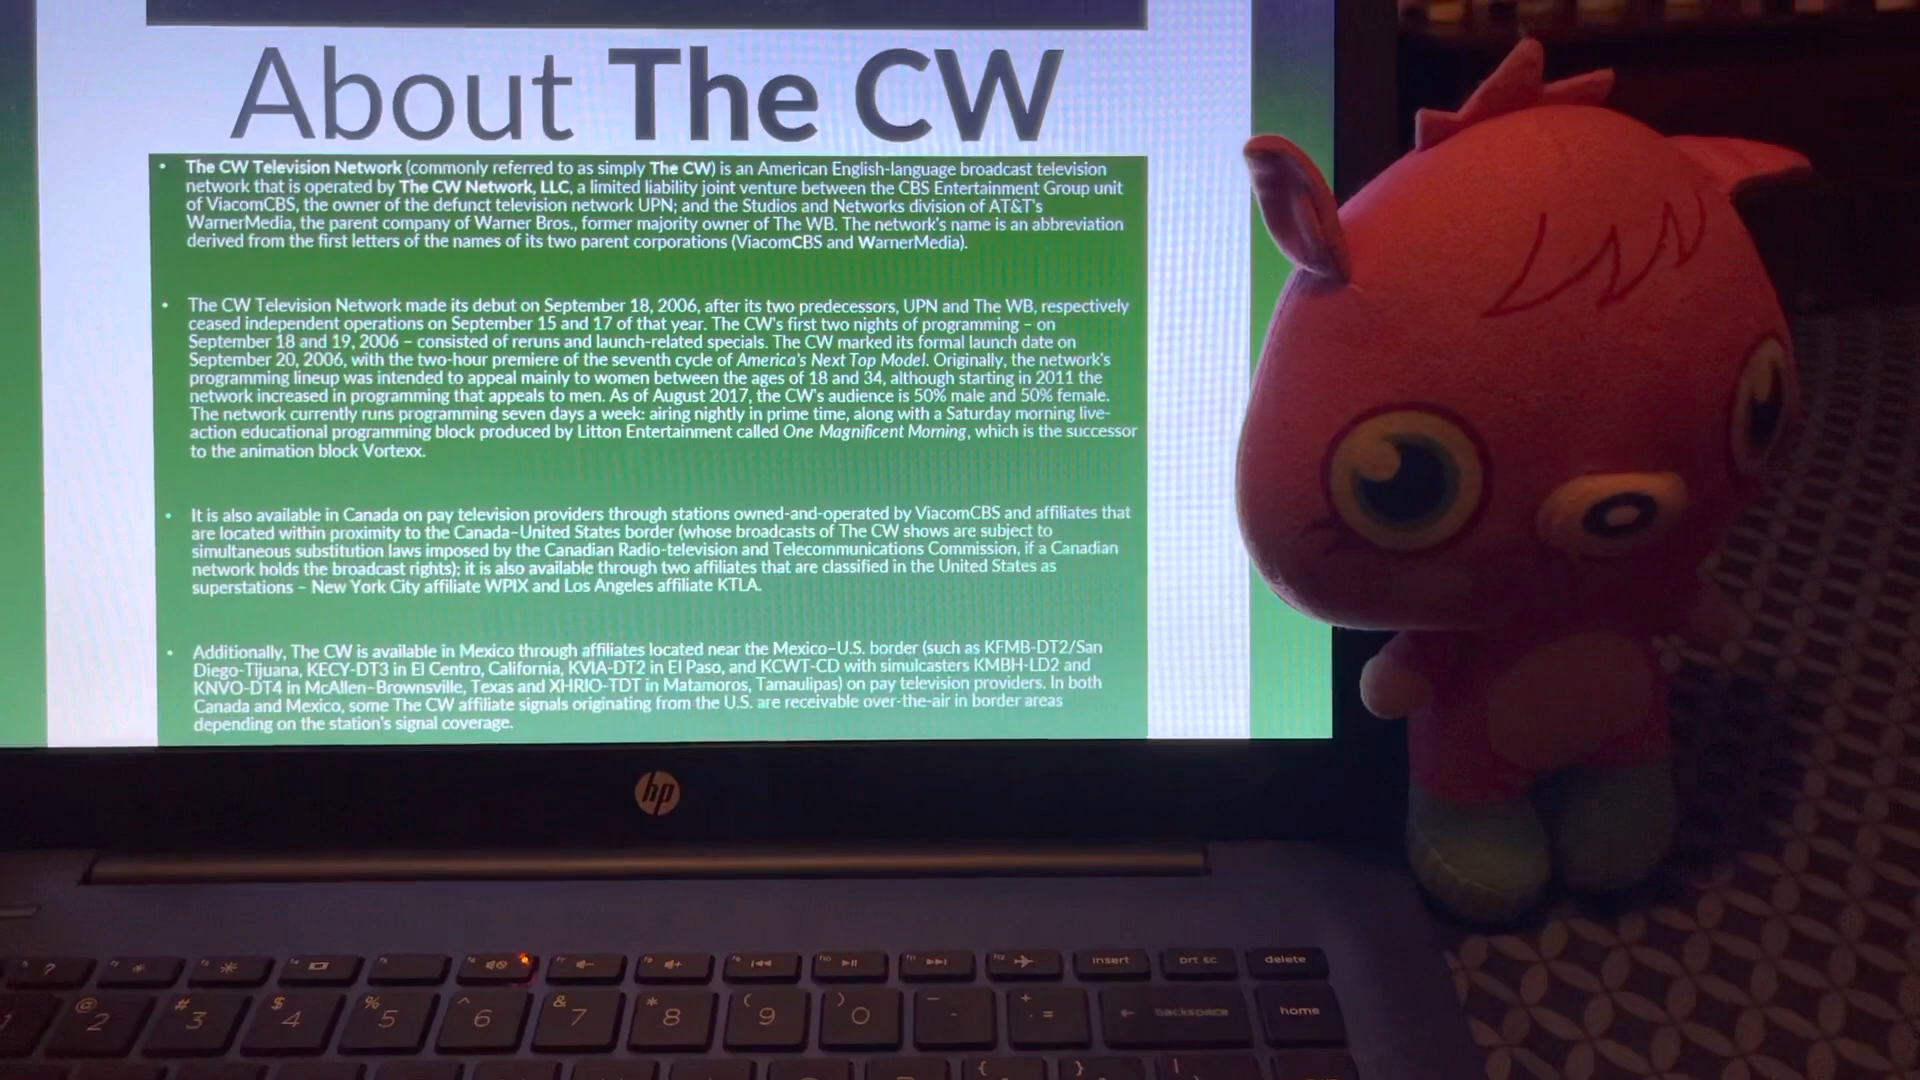 About The CW
• The CW Television Network (commonly referred to as simply The CW) is an American English-language broadcast television
network that is operated by The CW Network, LLC, a limited liability joint venture between the CBS Entertainment Group unit
of ViacomCBS, the owner of the defunct television network UPN; and the Studios and Networks division of AT&T's
WarnerMedia, the parent company of Warner Bros., former majority owner of The WB. The network's name is an abbreviation
derived from the first letters of the names of its two parent corporations (ViacomCBS and WarnerMedia).
• The CW Television Network made its debut on September 18, 2006, after its two predecessors, UPN and The WB, respectively
ceased independent operations on September 15 and 17 of that year. The CW's first two nights of programming – on
September 18 and 19, 2006 – consisted of reruns and launch-related specials. The CW marked its formal launch date on
September 20, 2006, with the two-hour premiere of the seventh cycle of America's Next Top Model. Originally, the network's
programming lineup was intended to appeal mainly to women between the ages of 18 and 34, although starting in 2011 the
network increased in programming that appeals to men. As of August 2017, the CW's audience is 50% male and 50% female.
The network currently runs programming seven days a week: airing nightly in prime time, along with a Saturday morning live-
action educational programming block produced by Litton Entertainment called One Magnificent Morning, which is the successor
to the animation block Vortexx.
• It is also available in Canada on pay television providers through stations owned-and-operated by ViacomCBS and affiliates that
are located within proximity to the Canada–United States border (whose broadcasts of The CW shows are subject to
simultaneous substitution laws imposed by the Canadian Radio-television and Telecommunications Commission, if a Canadian
network holds the broadcast rights); it is also available through two affiliates that are classified in the United States as
superstations – New York City affiliate WPIX and Los Angeles affiliate KTLA.
• Additionally, The CW is available in Mexico through affiliates located near the Mexico–U.S. border (such as KFMB-DT2/San
Diego-Tijuana, KECY-DT3 in El Centro, California, KVIA-DT2 in El Paso, and KCWT-CD with simulcasters KMBH-LD2 and
KNVO-DT4 in McAllen–Brownsville, Texas and XHRIO-TDT in Matamoros, Tamaulipas) on pay television providers. In both
Canada and Mexico, some The CW affiliate signals originating from the U.S. are receivable over-the-air in border areas
depending on the station's signal coverage.
hp
? insert prt sc delete
@ # $ % ^ & * ( ) _ +
2 3 4 5 6 7 8 9 0 - = backspace home
{ }